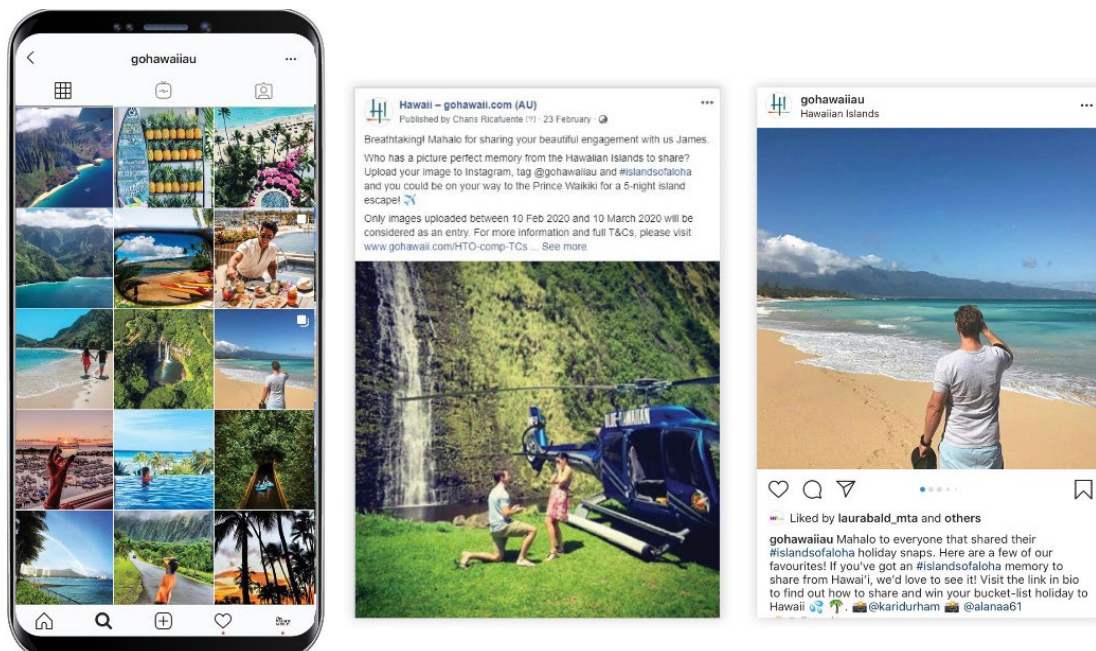 gohawaiiau
Hawaii – gohawaii.com (AU)
Published by Charis Ricafuente [?] · 23 February ·
Breathtaking! Mahalo for sharing your beautiful engagement with us James.
Who has a picture perfect memory from the Hawaiian Islands to share?
Upload your image to Instagram, tag @gohawaiiau and #islandsofaloha
and you could be on your way to the Prince Waikiki for a 5-night island
escape! ✈️
Only images uploaded between 10 Feb 2020 and 10 March 2020 will be
considered as an entry. For more information and full T&Cs, please visit
www.gohawaii.com/HTO-comp-TCs ... See more
BLUE HAWAIIAN
gohawaiiau
Hawaiian Islands
Liked by laurabald_mta and others
gohawaiiau Mahalo to everyone that shared their
#islandsofaloha holiday snaps. Here are a few of our
favourites! If you've got an #islandsofaloha memory to
share from Hawai'i, we'd love to see it! Visit the link in bio
to find out how to share and win your bucket-list holiday to
Hawaii 💦 🌴. 📸@karidurham 📸@alanaa61